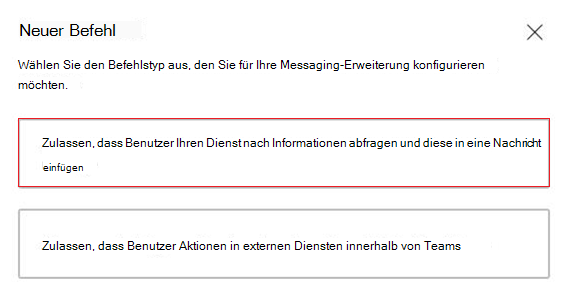 Neuer Befehl
Wählen Sie den Befehlstyp aus, den Sie für Ihre Messaging-Erweiterung konfigurieren
möchten.
Zulassen, dass Benutzer Ihren Dienst nach Informationen abfragen und diese in eine Nachricht
einfügen
Zulassen, dass Benutzer Aktionen in externen Diensten innerhalb von Teams